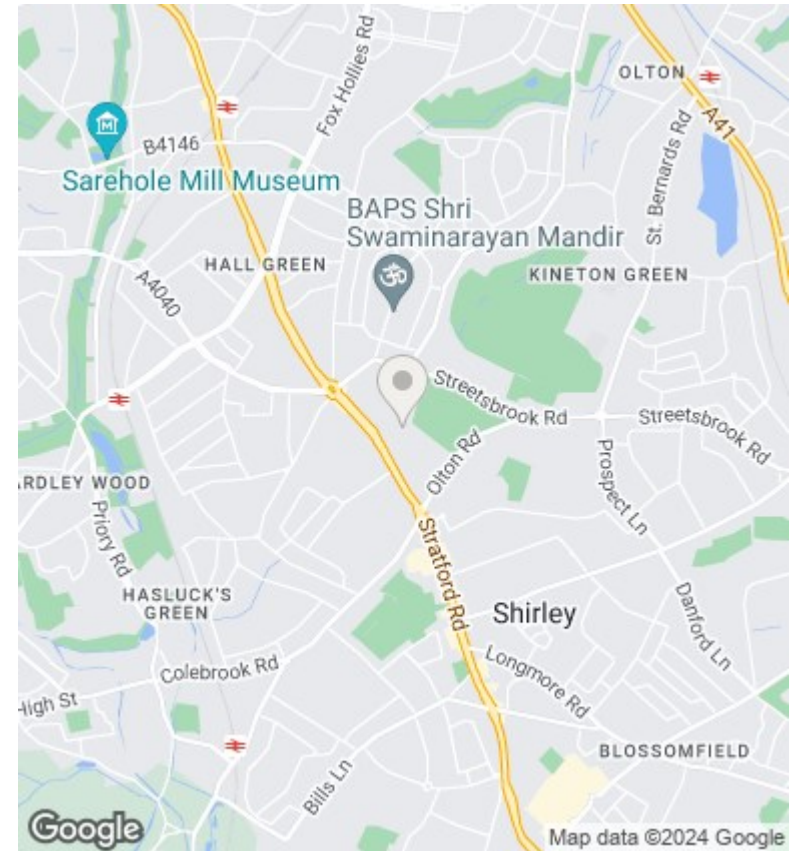 OLTON
Fox Hollies Rd
A41
B4146
St. Bernards Rd
Sarehole Mill Museum
BAPS Shri
Swaminarayan Mandir
HALL GREEN
KINETON GREEN
A4040
Streetsbrook Rd
Streetsbrook Rd
Olton Rd
Prospect Ln
ARDLEY WOOD
Priory Rd
Stratford Rd
HASLUCK'S
GREEN
Shirley
Danford Ln
Colebrook Rd
Longmore Rd
High St
BLOSSOMFIELD
Bills Ln
Google
Map data ©2024 Google